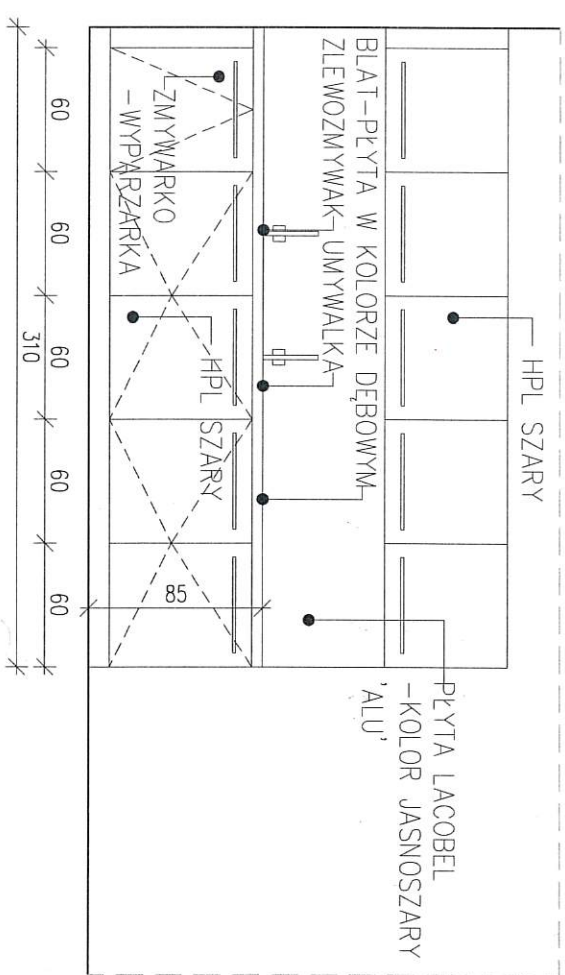 HPL SZARY
PŁYTA LACOBEL
-KOLOR JASNOSZARY
'ALU'
BLAT-PŁYTA W KOLORZE DĘBOWYM
ZLEWOZMYWAK UMYWALKA
ZMYWARKO
-WYPARZARKA
HPL SZARY
85
60
60
60
60
60
310